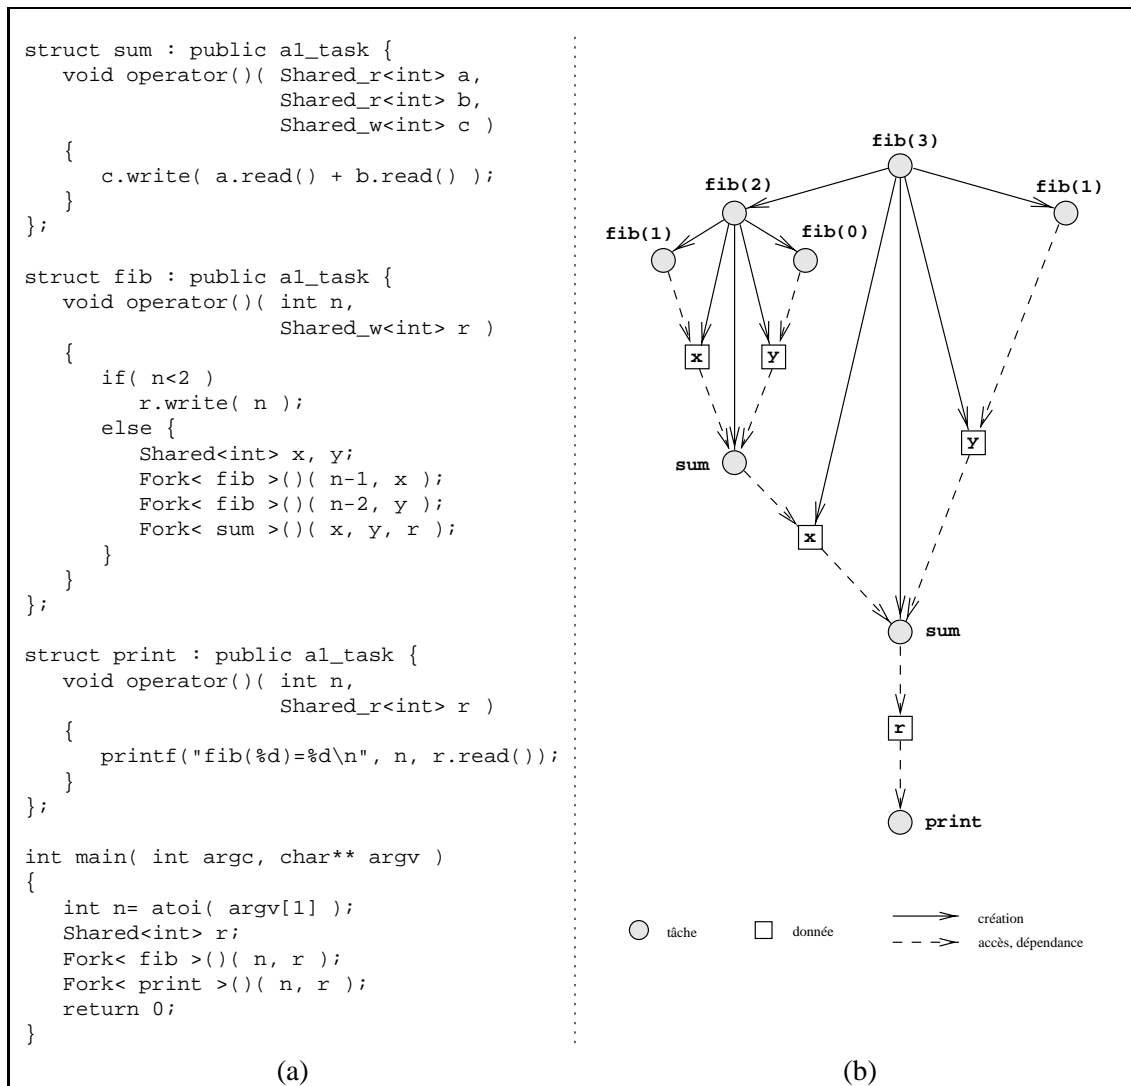 struct sum : public a1_task {
   void operator()( Shared_r<int> a,
                    Shared_r<int> b,
                    Shared_w<int> c )
   {
      c.write( a.read() + b.read() );
   }
};
struct fib : public a1_task {
   void operator()( int n,
                    Shared_w<int> r )
   {
      if( n<2 )
         r.write( n );
      else {
         Shared<int> x, y;
         Fork< fib >()( n-1, x );
         Fork< fib >()( n-2, y );
         Fork< sum >()( x, y, r );
      }
   }
};
struct print : public a1_task {
   void operator()( int n,
                    Shared_r<int> r )
   {
      printf("fib(%d)=%d\n", n, r.read());
   }
};
int main( int argc, char** argv )
{
   int n= atoi( argv[1] );
   Shared<int> r;
   Fork< fib >()( n, r );
   Fork< print >()( n, r );
   return 0;
}
(a)
fib(3)
fib(2)
fib(1)
fib(1)
fib(0)
x
y
y
sum
x
sum
r
print
tâche
donnée
création
accès, dépendance
(b)